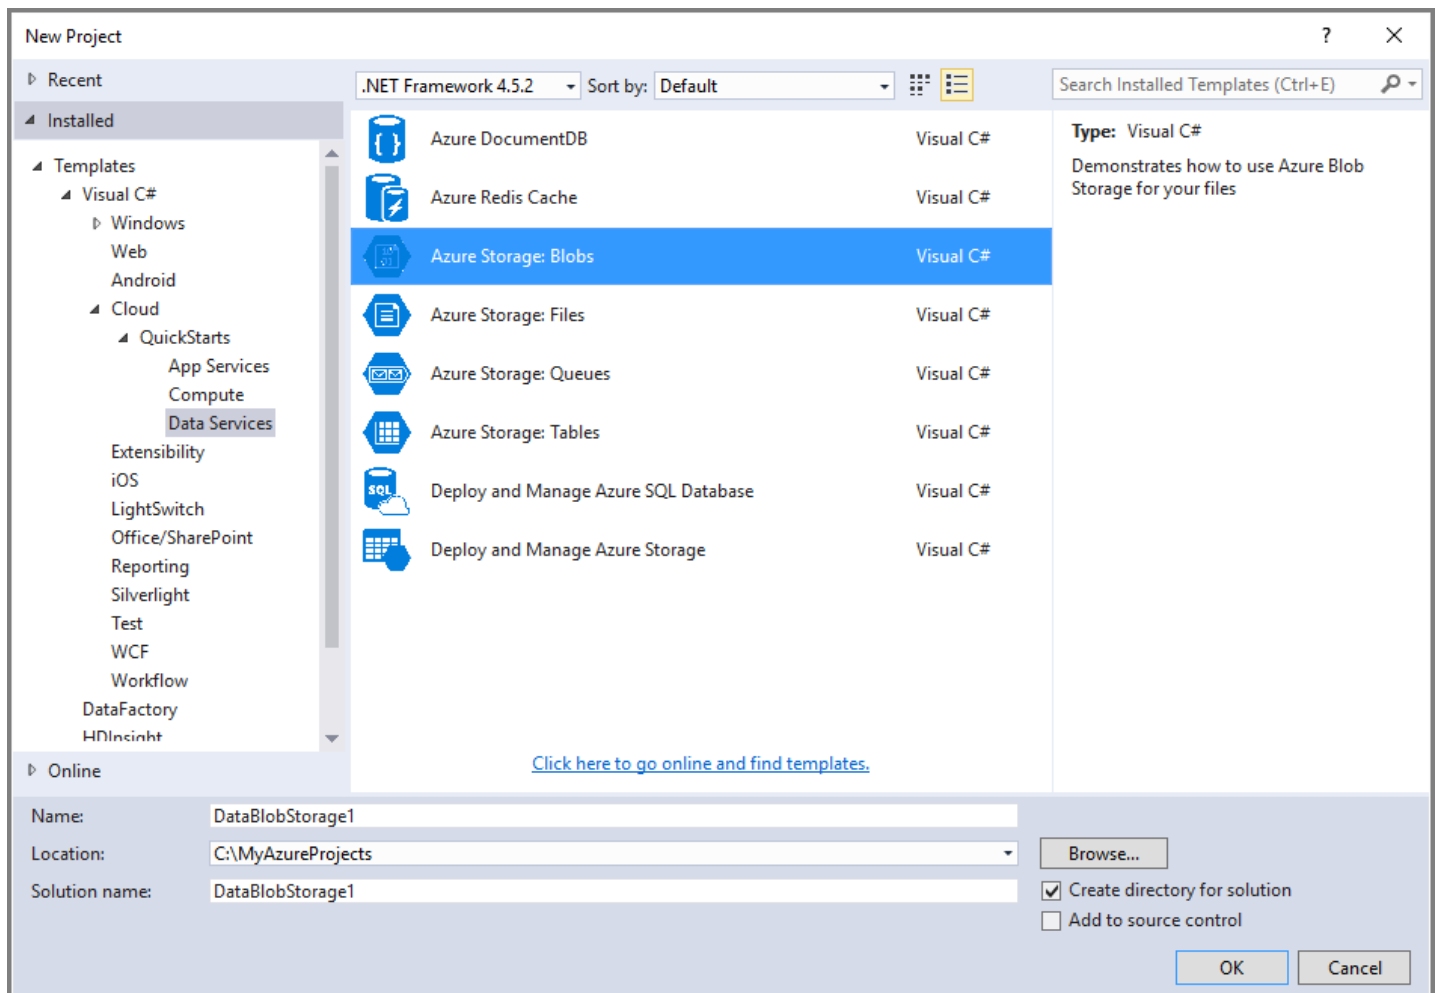 New Project
?
Recent
Installed
.NET Framework 4.5.2
Sort by: Default
Search Installed Templates (Ctrl+E)
Templates
Visual C#
Windows
Web
Android
Cloud
QuickStarts
App Services
Compute
Data Services
Extensibility
iOS
LightSwitch
Office/SharePoint
Reporting
Silverlight
Test
WCF
Workflow
DataFactory
HDInsight
Online
Azure DocumentDB Visual C#
Azure Redis Cache Visual C#
Azure Storage: Blobs Visual C#
Azure Storage: Files Visual C#
Azure Storage: Queues Visual C#
Azure Storage: Tables Visual C#
SQL
Deploy and Manage Azure SQL Database Visual C#
Deploy and Manage Azure Storage Visual C#
Click here to go online and find templates.
Type: Visual C#
Demonstrates how to use Azure Blob
Storage for your files
Name: DataBlobStorage1
Location: C:\MyAzureProjects
Browse...
Solution name: DataBlobStorage1
Create directory for solution
Add to source control
OK
Cancel